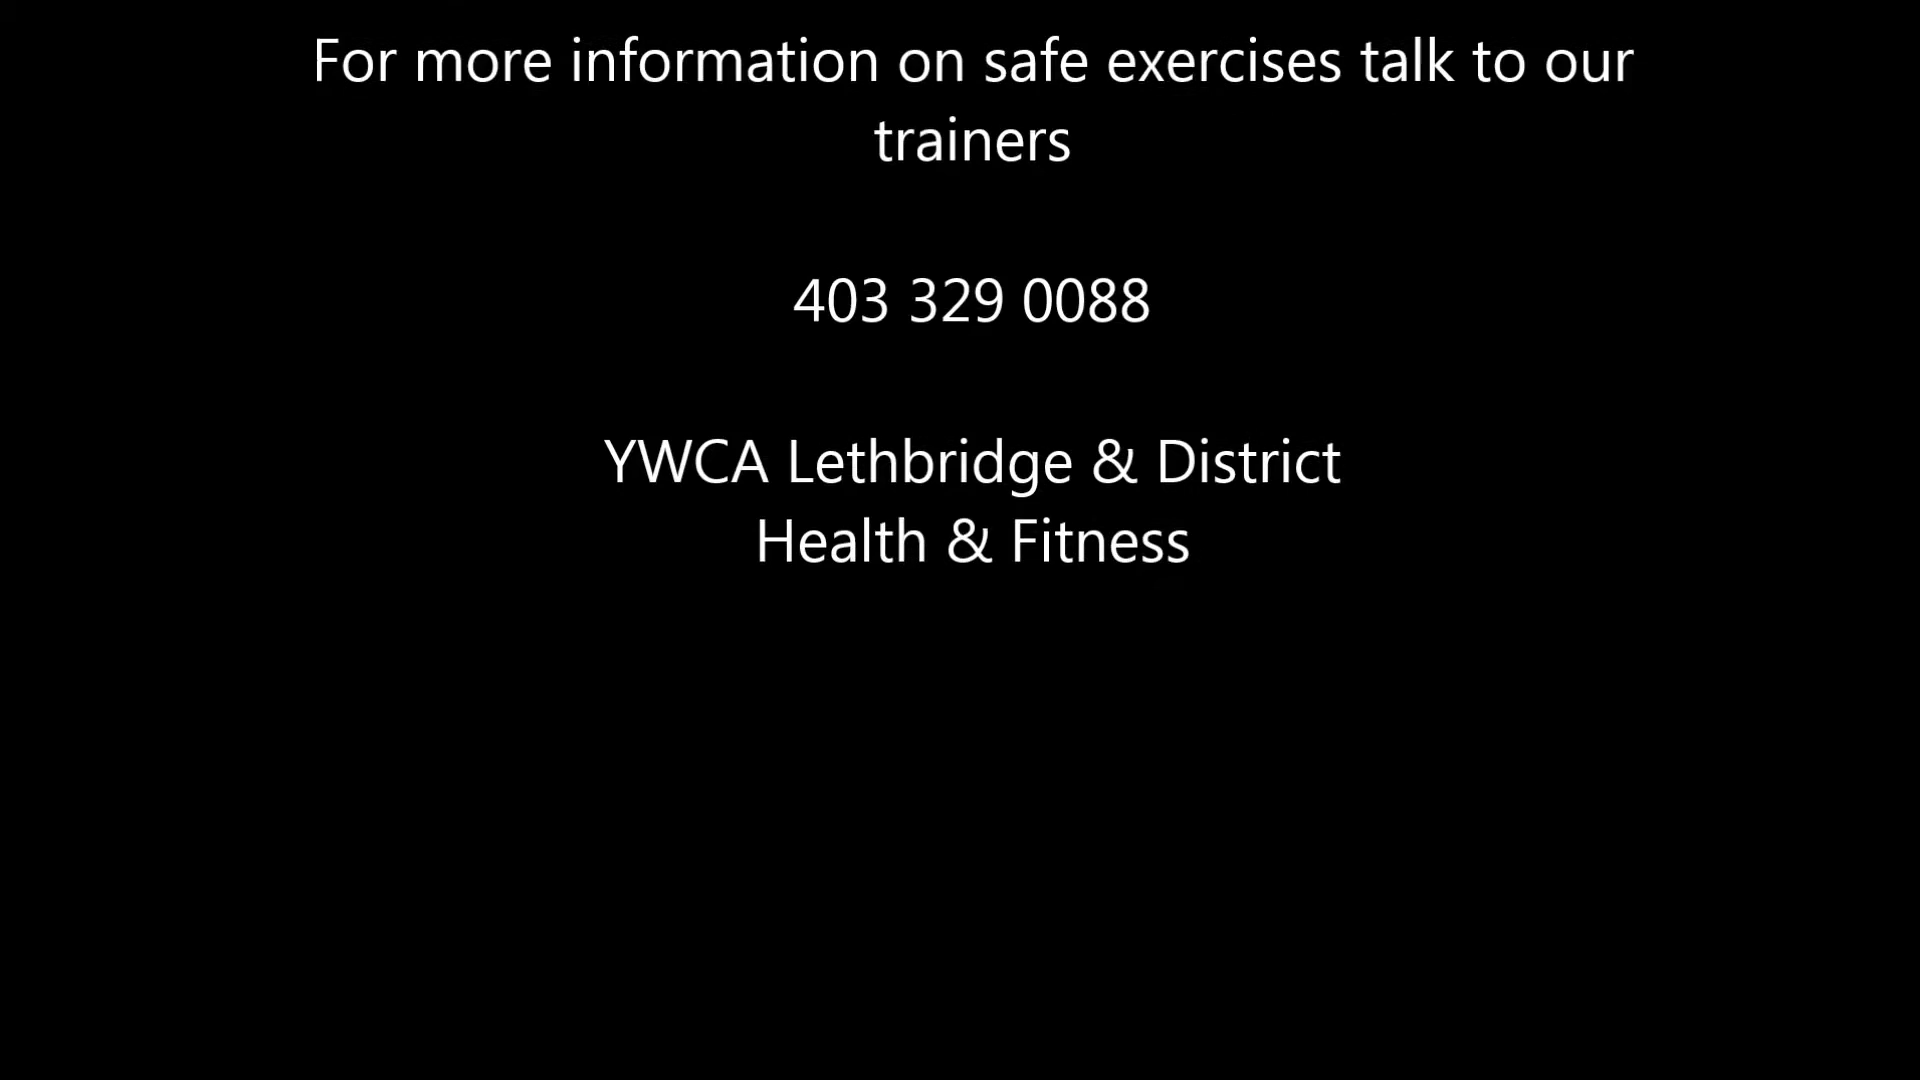 For more information on safe exercises talk to our
trainers
403 329 0088
YWCA Lethbridge & District
Health & Fitness